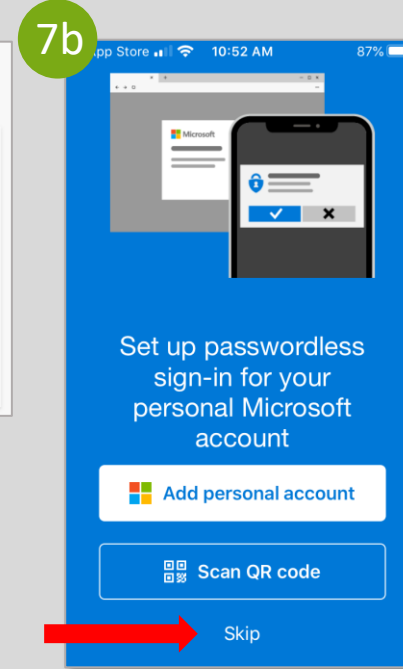 7b
pp Store 10:52 AM 87%
Microsoft
Set up passwordless
sign-in for your
personal Microsoft
account
Add personal account
Scan QR code
Skip